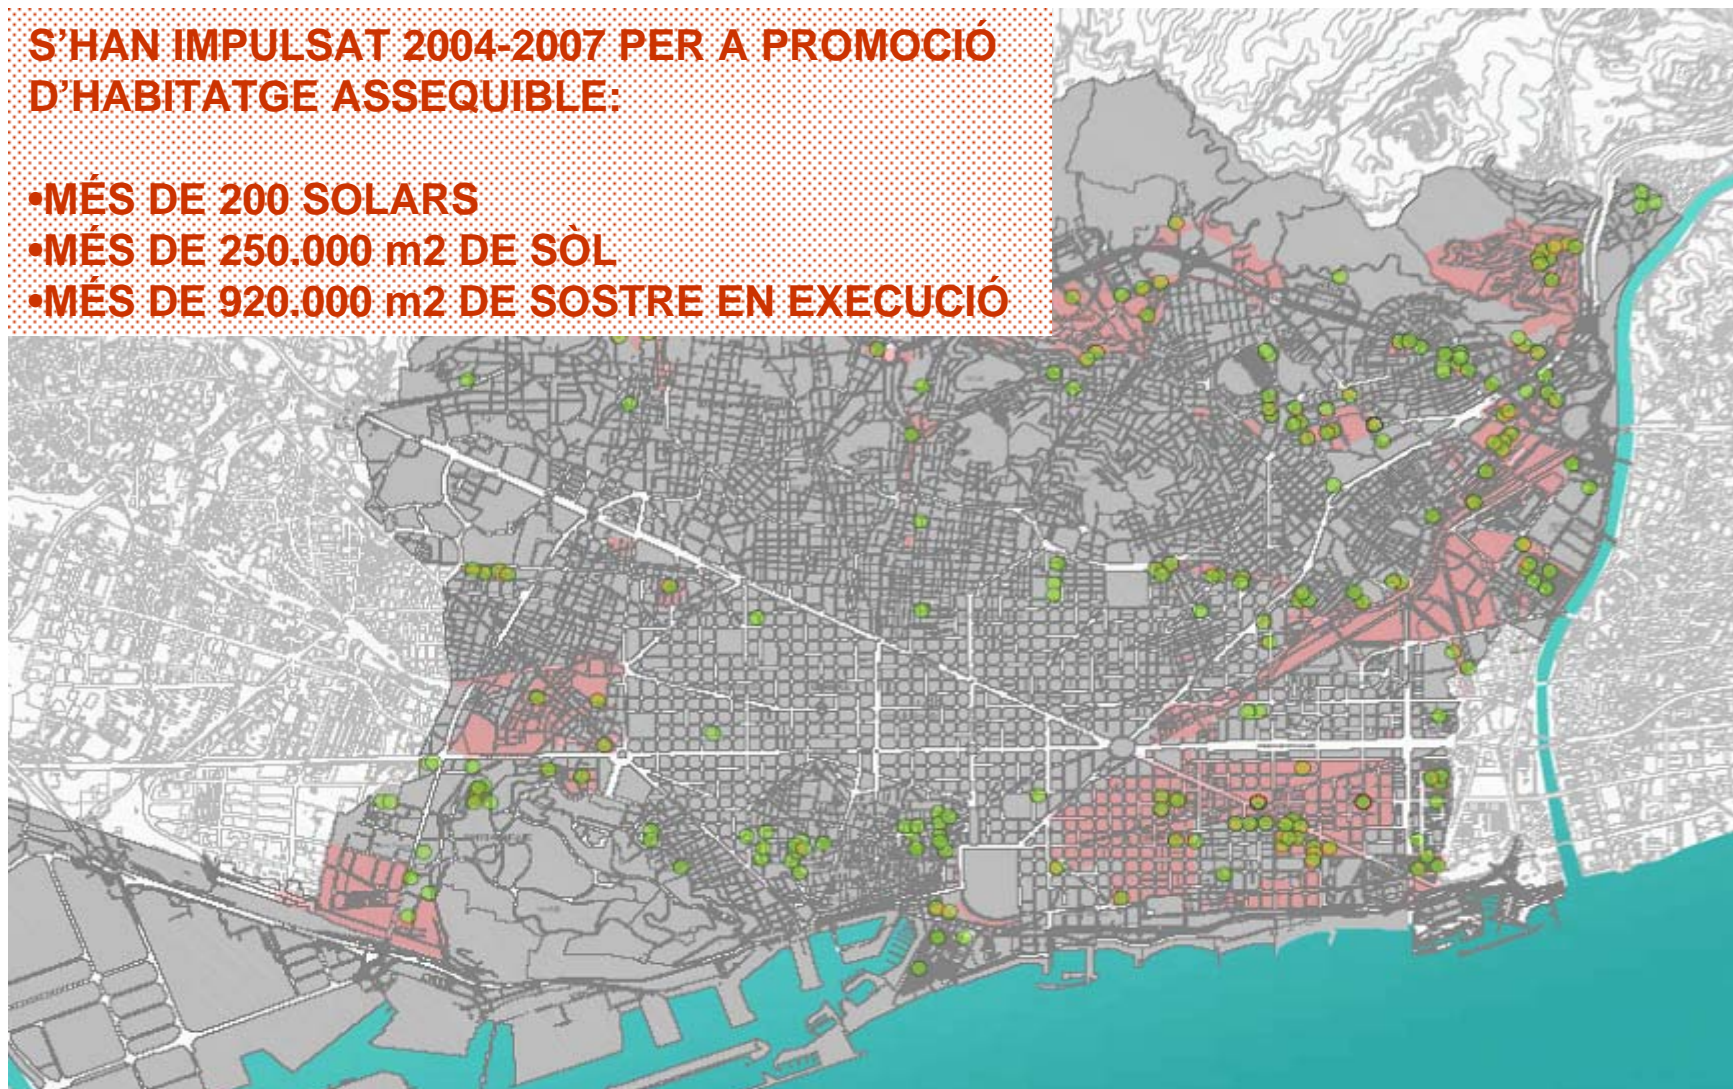 S'HAN IMPULSAT 2004-2007 PER A PROMOCIÓ
D'HABITATGE ASSEQUIBLE:
•MÉS DE 200 SOLARS
•MÉS DE 250.000 m2 DE SÒL
•MÉS DE 920.000 m2 DE SOSTRE EN EXECUCIÓ